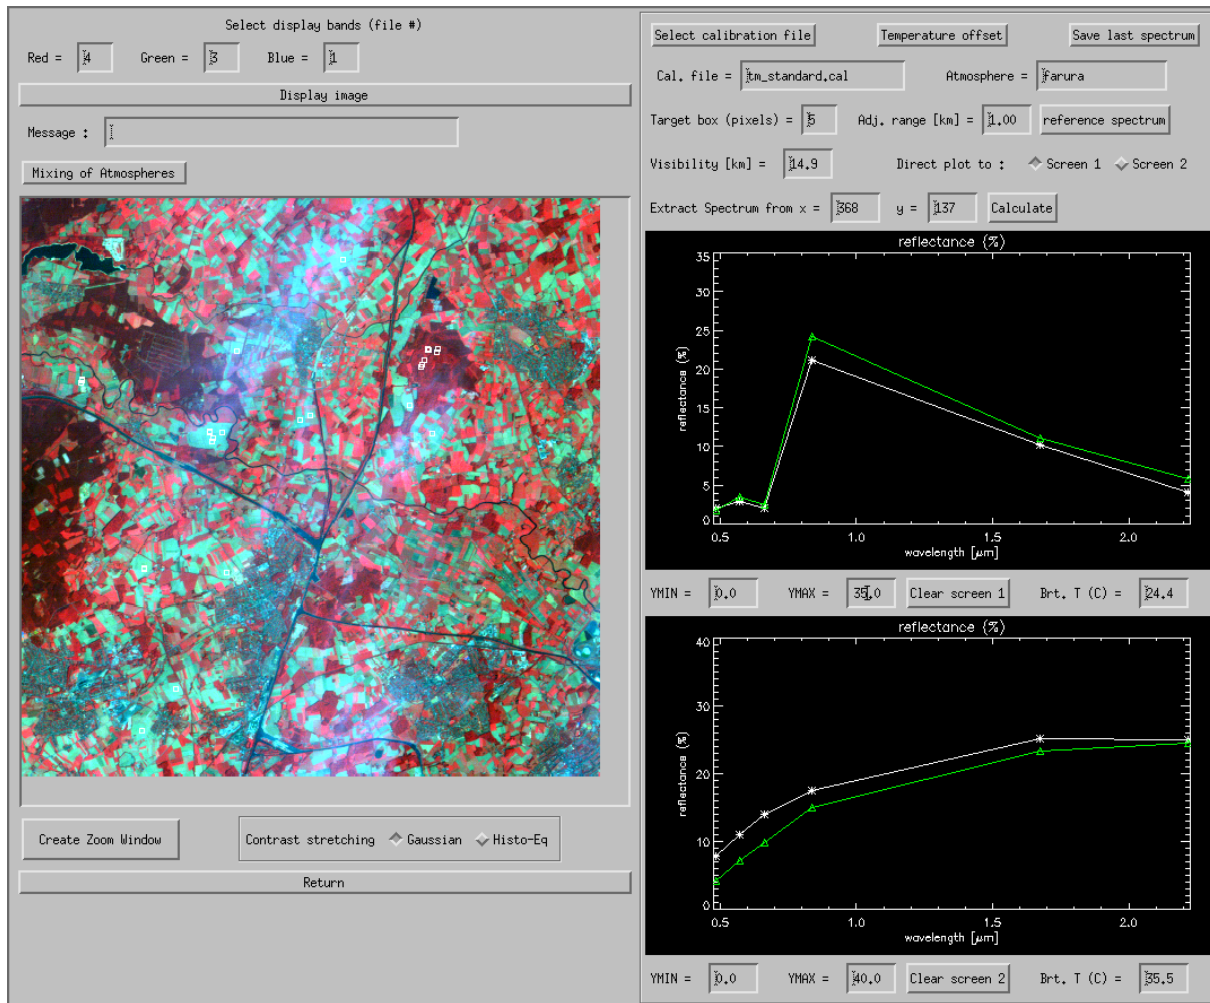 Select display bands (file #)
Red = 4 Green = 3 Blue = 1
Display image
Message :
Mixing of Atmospheres
Create Zoom Window
Contrast stretching Gaussian Histo-Eq
Return
Select calibration file Temperature offset Save last spectrum
Cal. file = tm_standard.cal Atmosphere = farura
Target box (pixels) = 5 Adj. range [km] = 1.00 reference spectrum
Visibility [km] = 14.9 Direct plot to : Screen 1 Screen 2
Extract Spectrum from x = 368 y = 137 Calculate
reflectance (%)
35
30
25
20
15
10
5
0
reflectance (%)
0.5 1.0 1.5 2.0
wavelength [μm]
YMIN = 0.0 YMAX = 35.0 Clear screen 1 Brt. T (C) = 24.4
reflectance (%)
40
30
20
10
0
reflectance (%)
0.5 1.0 1.5 2.0
wavelength [μm]
YMIN = 0.0 YMAX = 40.0 Clear screen 2 Brt. T (C) = 35.5